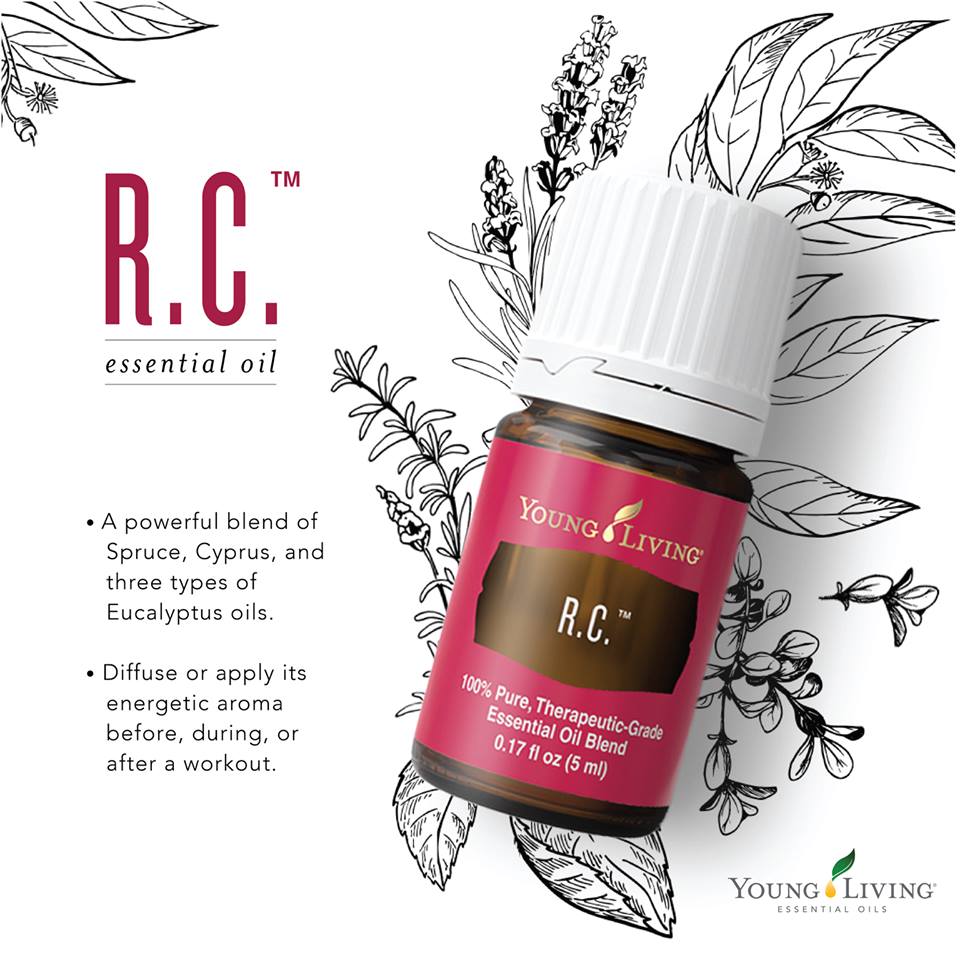 R.C.™
essential oil
• A powerful blend of
Spruce, Cyprus, and
three types of
Eucalyptus oils.
• Diffuse or apply its
energetic aroma
before, during, or
after a workout.
YOUNG LIVING®
R.C.™
100% Pure, Therapeutic-Grade
Essential Oil Blend
0.17 fl oz (5 ml)
YOUNG LIVING®
ESSENTIAL OILS